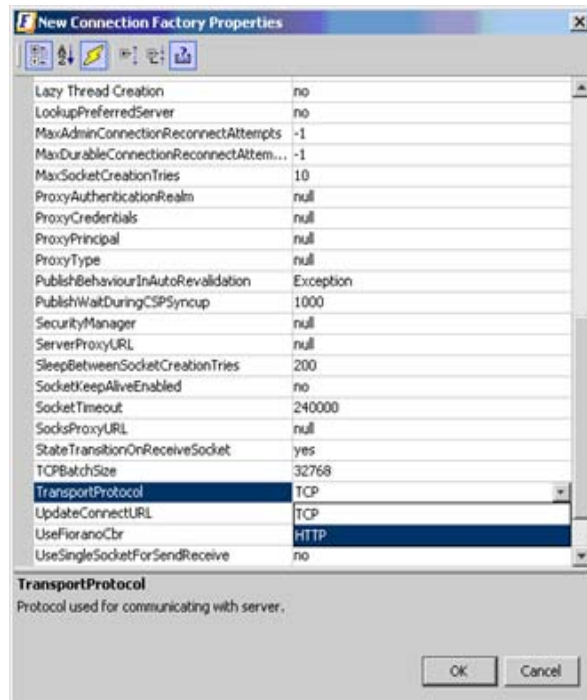 New Connection Factory Properties
Lazy Thread Creation no
LookupPreferredServer no
MaxAdminConnectionReconnectAttempts -1
MaxDurableConnectionReconnectAttem... -1
MaxSocketCreationTries 10
ProxyAuthenticationRealm null
ProxyCredentials null
ProxyPrincipal null
ProxyType null
PublishBehaviourInAutoRevalidation Exception
PublishWaitDuringCSPSyncup 1000
SecurityManager null
ServerProxyURL null
SleepBetweenSocketCreationTries 200
SocketKeepAliveEnabled no
SocketTimeout 240000
SocksProxyURL null
StateTransitionOnReceiveSocket yes
TCPBatchSize 32768
TransportProtocol TCP
UpdateConnectURL TCP
UseFioranoCbr HTTP
UseSingleSocketForSendReceive no
TransportProtocol
Protocol used for communicating with server.
OK Cancel